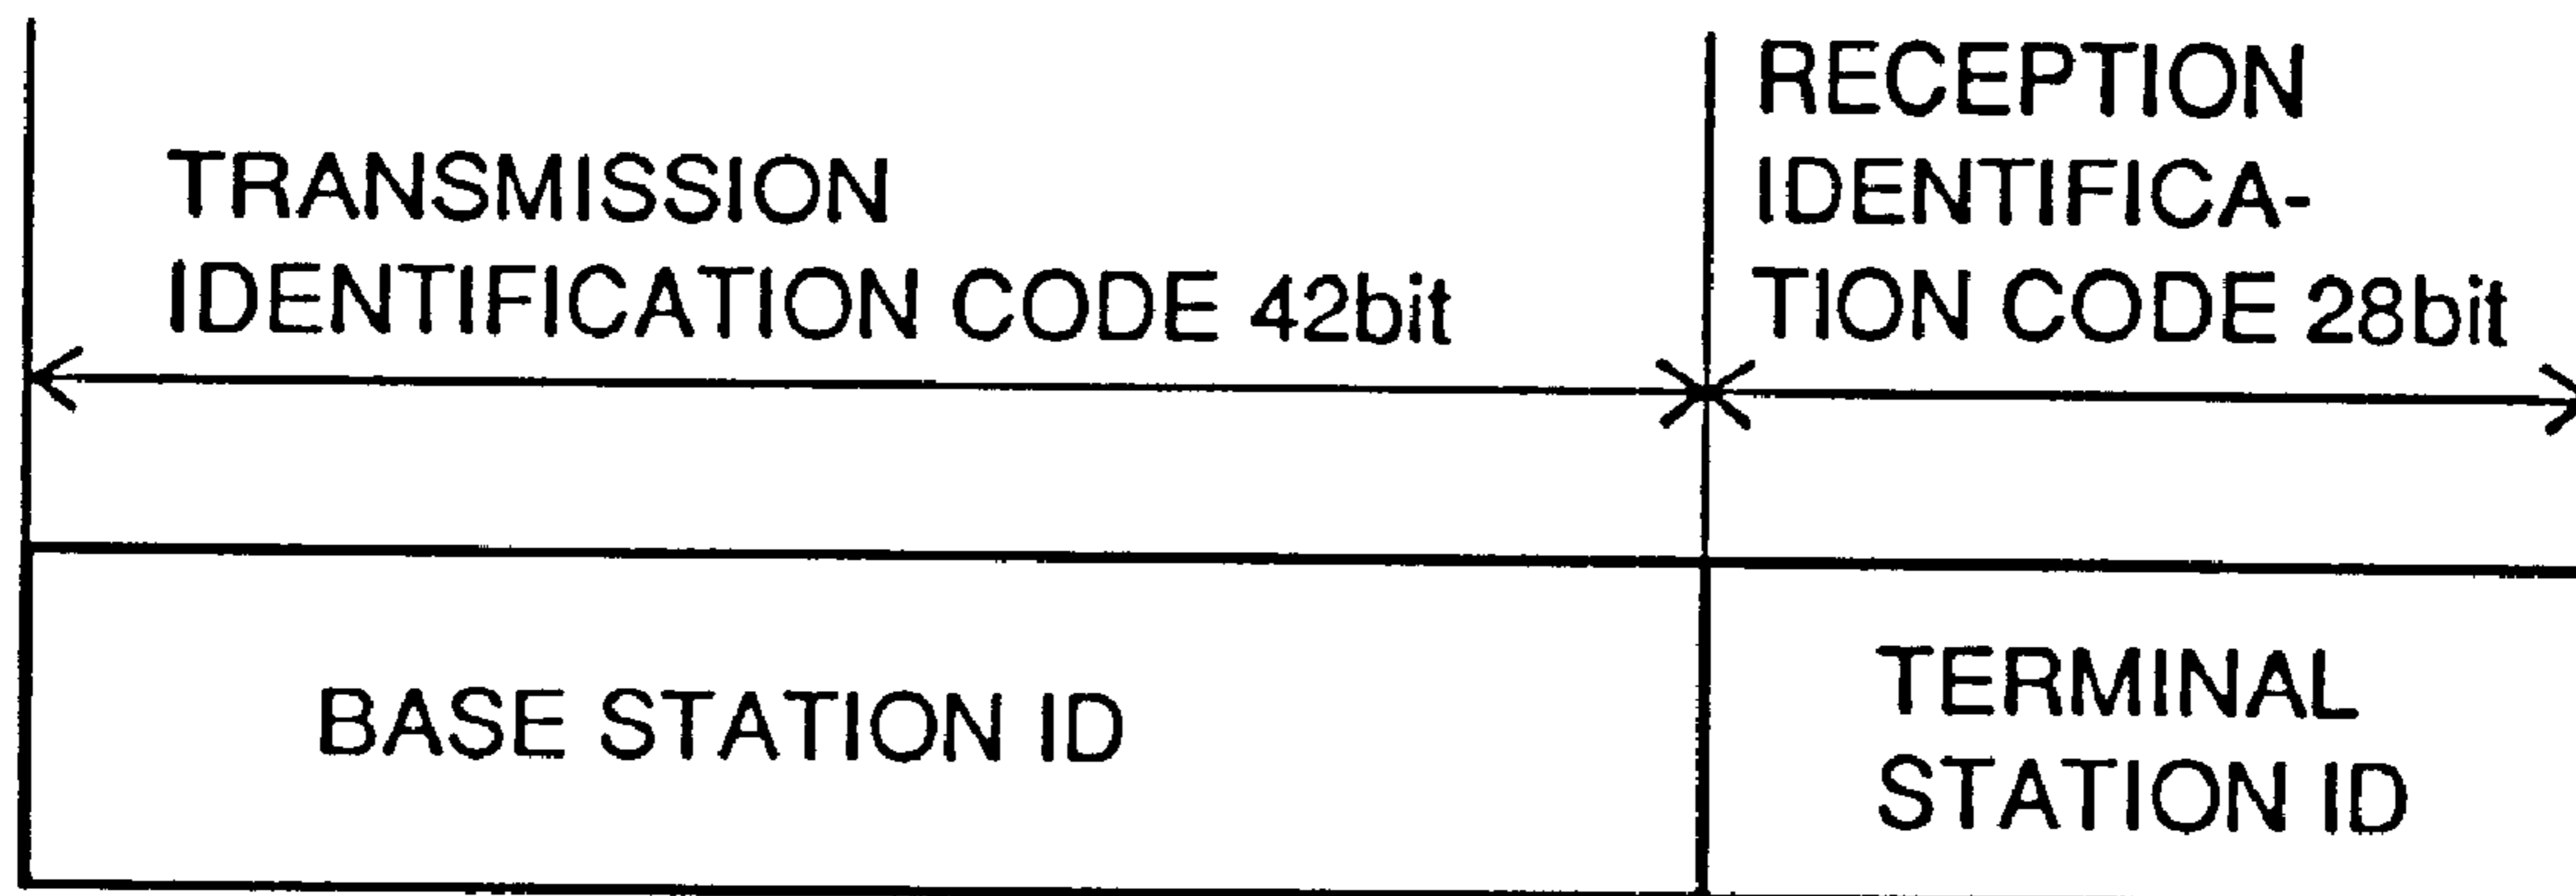 TRANSMISSION
IDENTIFICATION CODE 42bit
RECEPTION
IDENTIFICA-
TION CODE 28bit
BASE STATION ID
TERMINAL
STATION ID